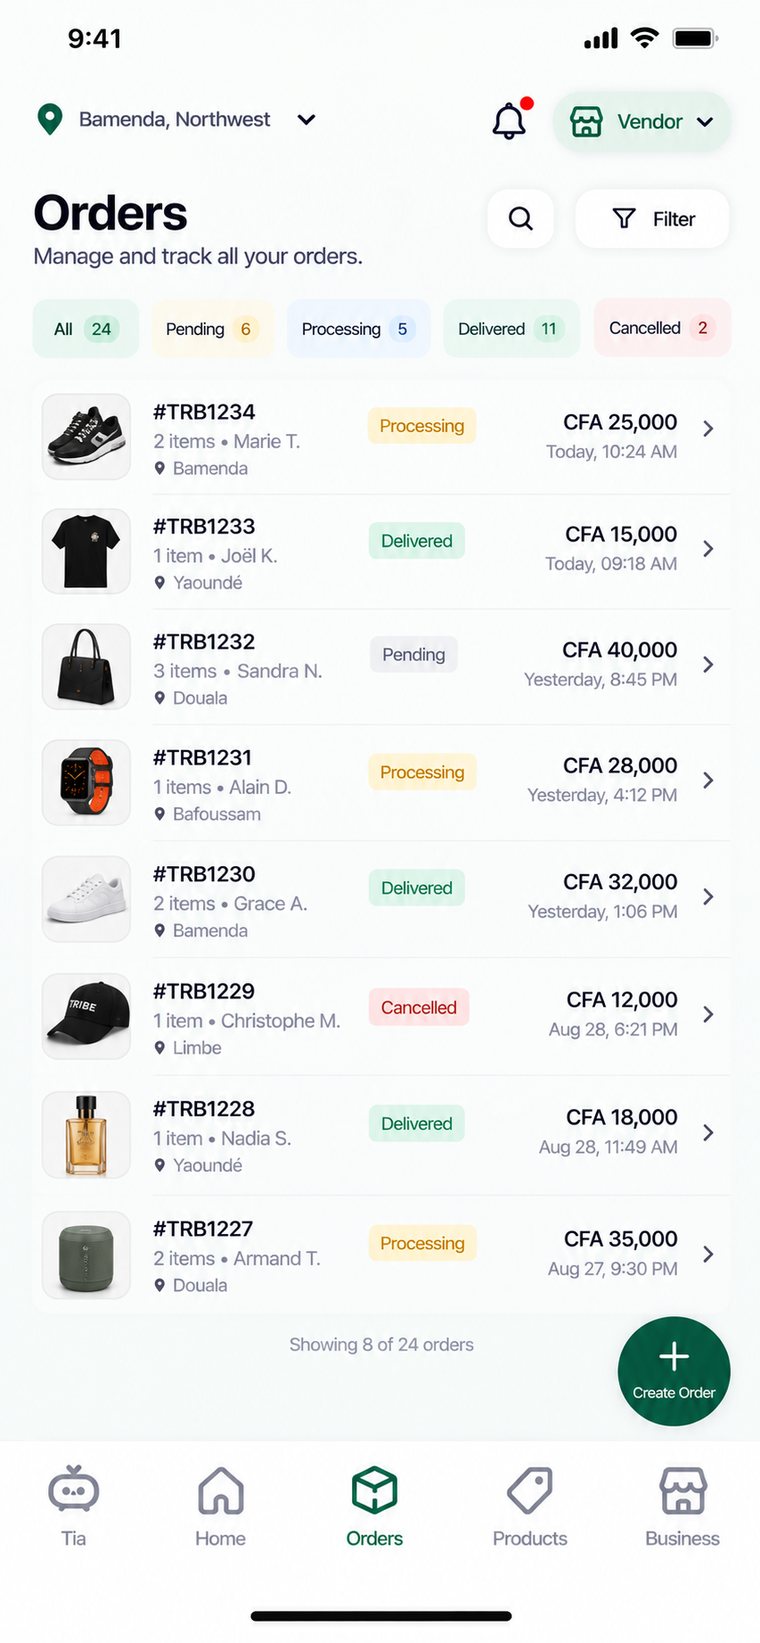 9:41
Bamenda, Northwest
Vendor
Orders
Filter
Manage and track all your orders.
All 24
Pending 6
Processing 5
Delivered 11
Cancelled 2
#TRB1234
2 items • Marie T.
Bamenda
Processing
CFA 25,000
Today, 10:24 AM
#TRB1233
1 item • Joël K.
Yaoundé
Delivered
CFA 15,000
Today, 09:18 AM
#TRB1232
3 items • Sandra N.
Douala
Pending
CFA 40,000
Yesterday, 8:45 PM
#TRB1231
1 items • Alain D.
Bafoussam
Processing
CFA 28,000
Yesterday, 4:12 PM
#TRB1230
2 items • Grace A.
Bamenda
Delivered
CFA 32,000
Yesterday, 1:06 PM
TRIBE
#TRB1229
1 item • Christophe M.
Limbe
Cancelled
CFA 12,000
Aug 28, 6:21 PM
#TRB1228
1 item • Nadia S.
Yaoundé
Delivered
CFA 18,000
Aug 28, 11:49 AM
#TRB1227
2 items • Armand T.
Douala
Processing
CFA 35,000
Aug 27, 9:30 PM
Showing 8 of 24 orders
Create Order
Tia
Home
Orders
Products
Business